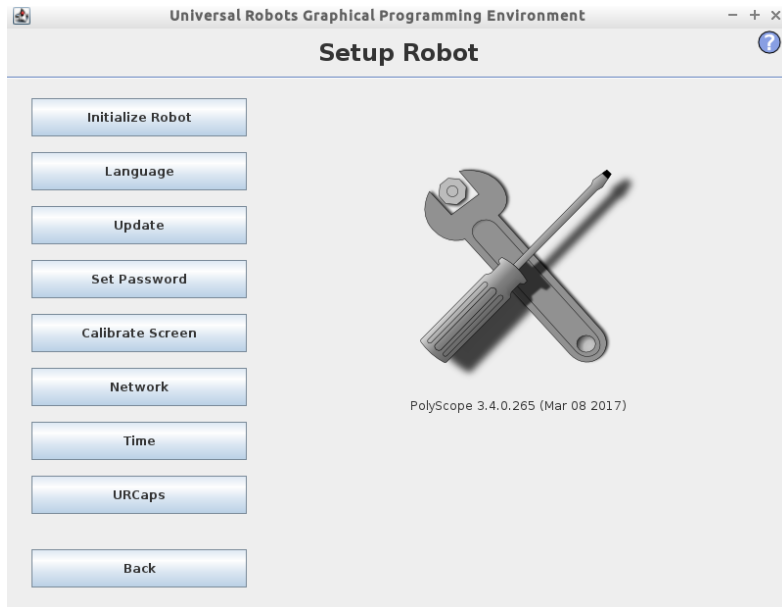 Universal Robots Graphical Programming Environment
Setup Robot
?
Initialize Robot
Language
Update
Set Password
Calibrate Screen
Network
Time
URCaps
Back
PolyScope 3.4.0.265 (Mar 08 2017)